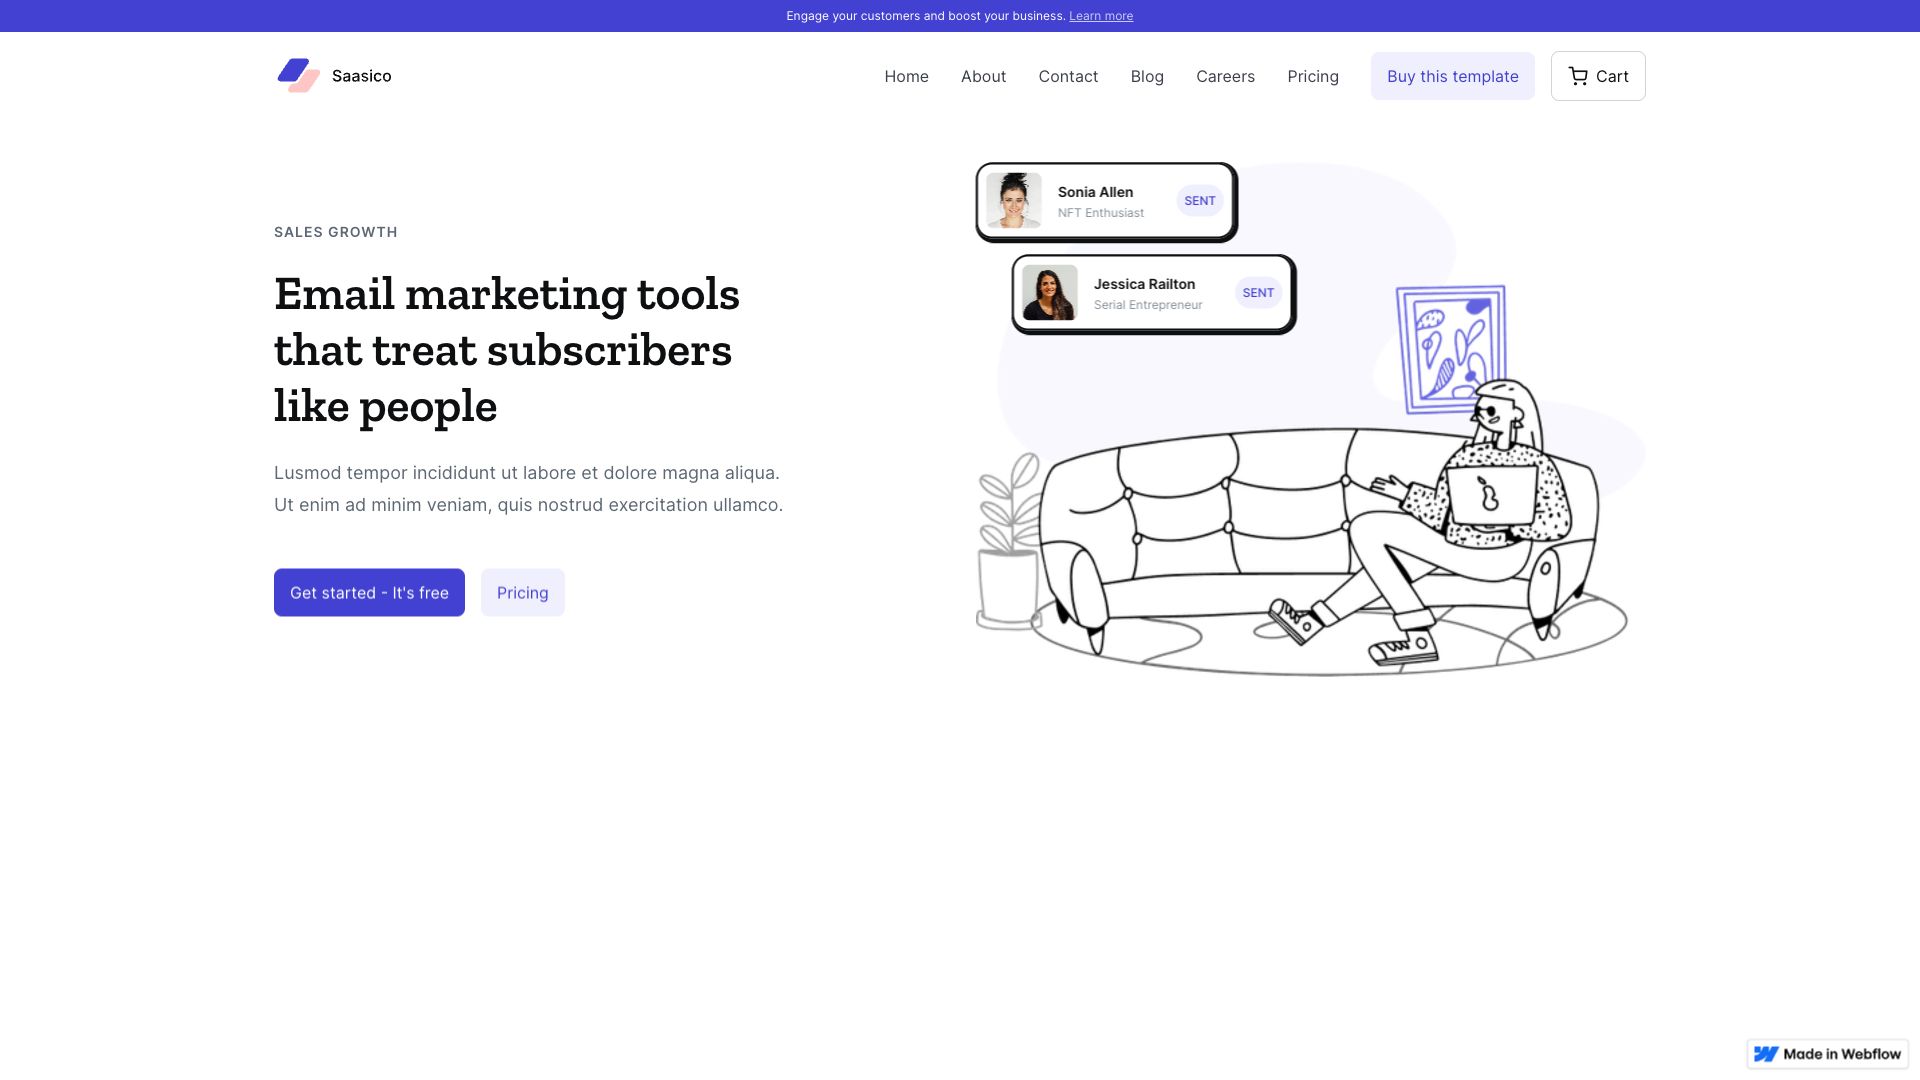 Engage your customers and boost your business. Learn more
Saasico
Home About Contact Blog Careers Pricing Buy this template Cart
Sonia Allen
NFT Enthusiast
SENT
Jessica Railton
Serial Entrepreneur
SENT
SALES GROWTH
Email marketing tools
that treat subscribers
like people
Lusmod tempor incididunt ut labore et dolore magna aliqua.
Ut enim ad minim veniam, quis nostrud exercitation ullamco.
Get started - It's free Pricing
Made in Webflow